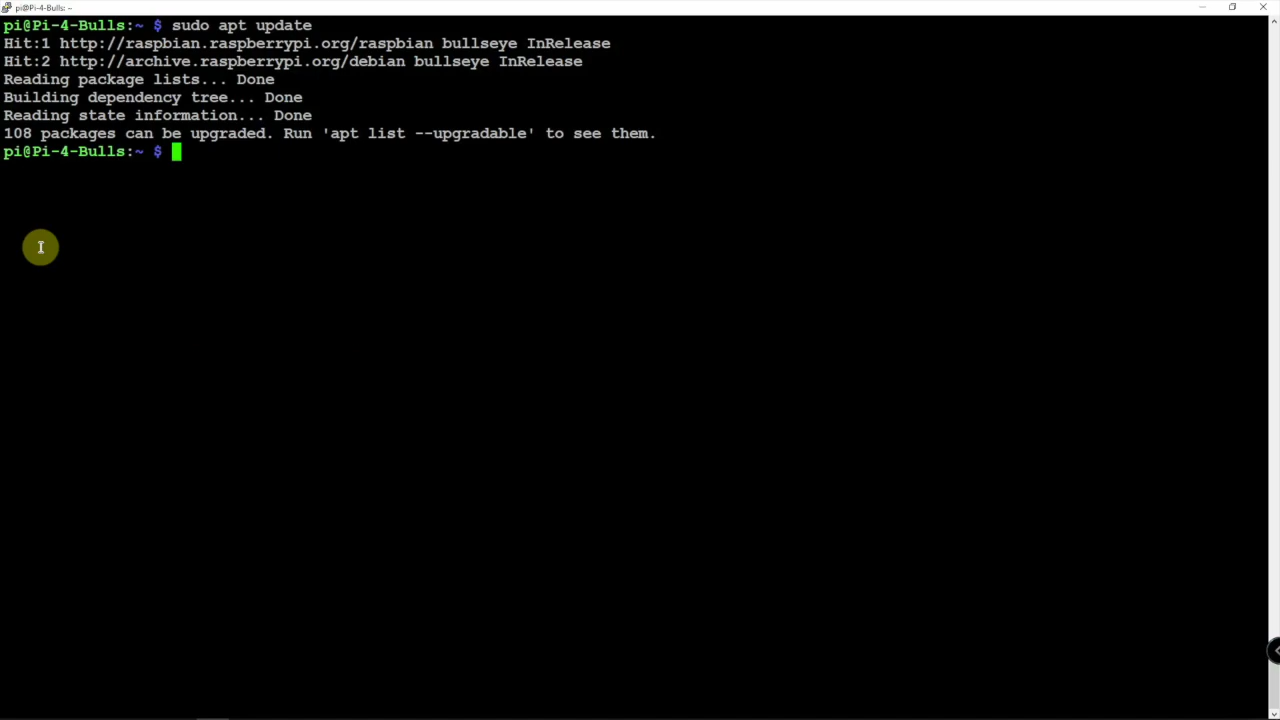 pi@Pi-4-Bulls: ~
pi@Pi-4-Bulls:~ $ sudo apt update
Hit:1 http://raspbian.raspberrypi.org/raspbian bullseye InRelease
Hit:2 http://archive.raspberrypi.org/debian bullseye InRelease
Reading package lists... Done
Building dependency tree... Done
Reading state information... Done
108 packages can be upgraded. Run 'apt list --upgradable' to see them.
pi@Pi-4-Bulls:~ $